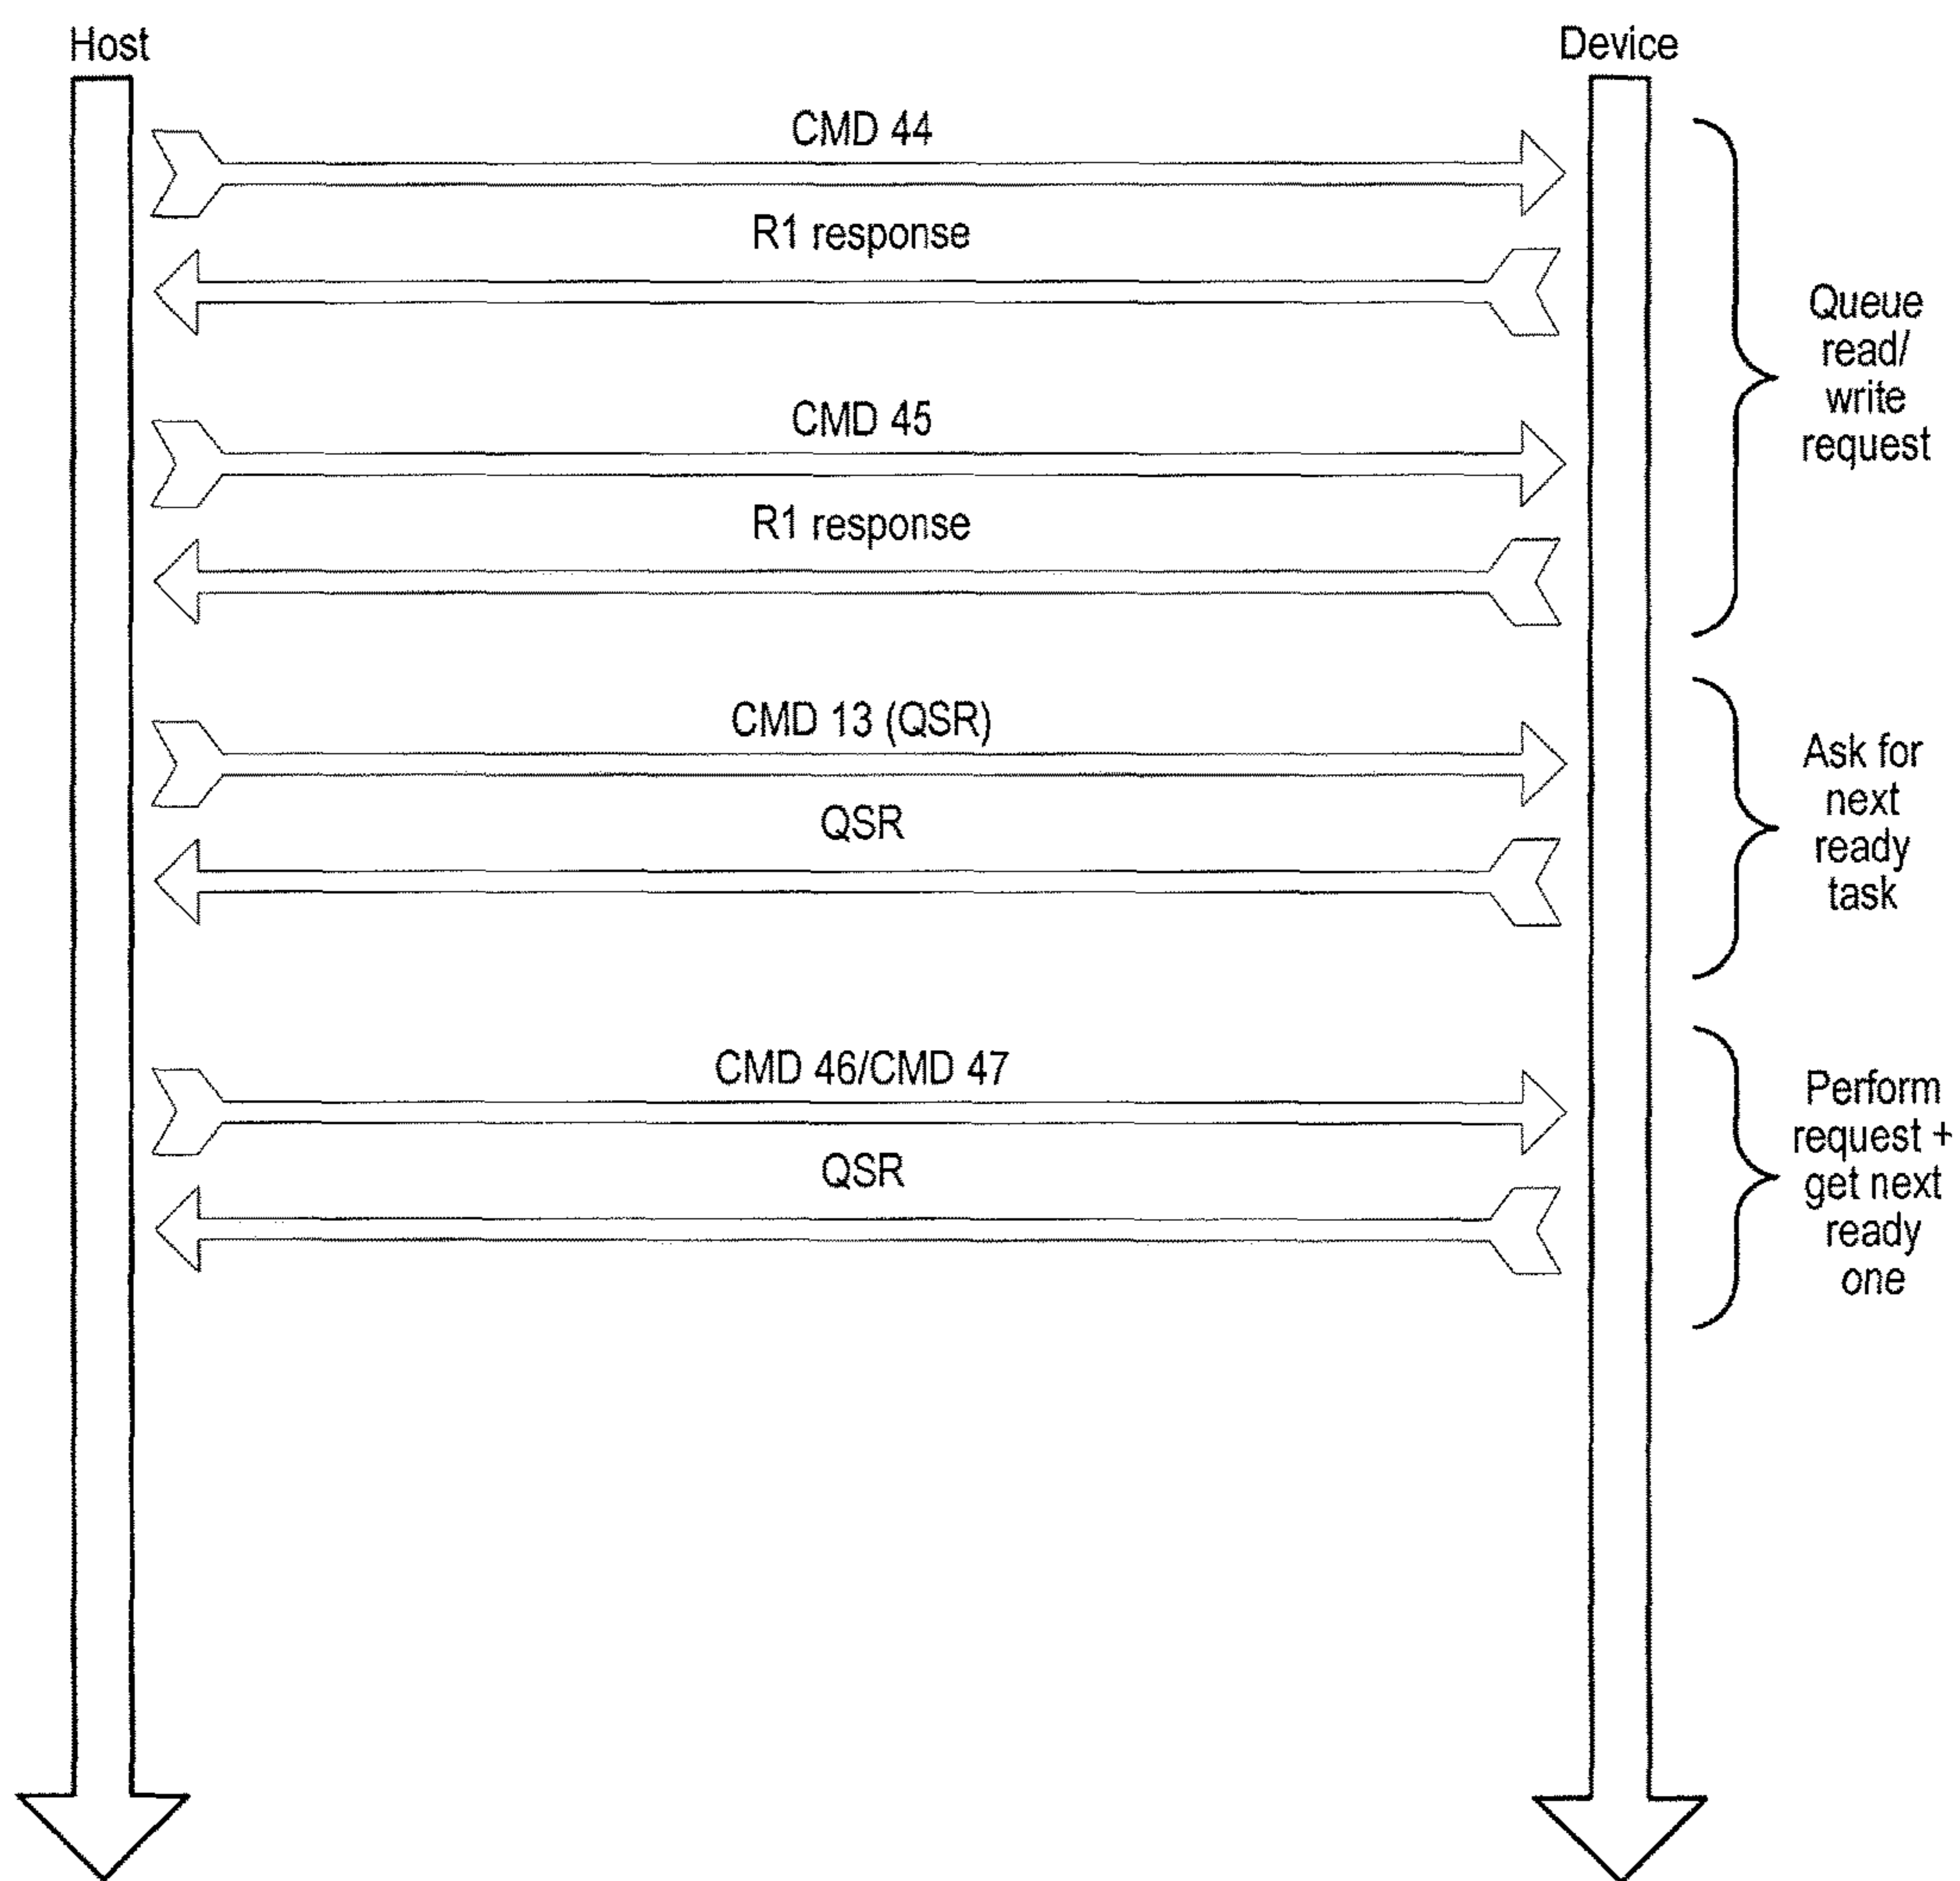 Host
Device
CMD 44
R1 response
CMD 45
R1 response
Queue
read/
write
request
CMD 13 (QSR)
QSR
Ask for
next
ready
task
CMD 46/CMD 47
QSR
Perform
request +
get next
ready
one